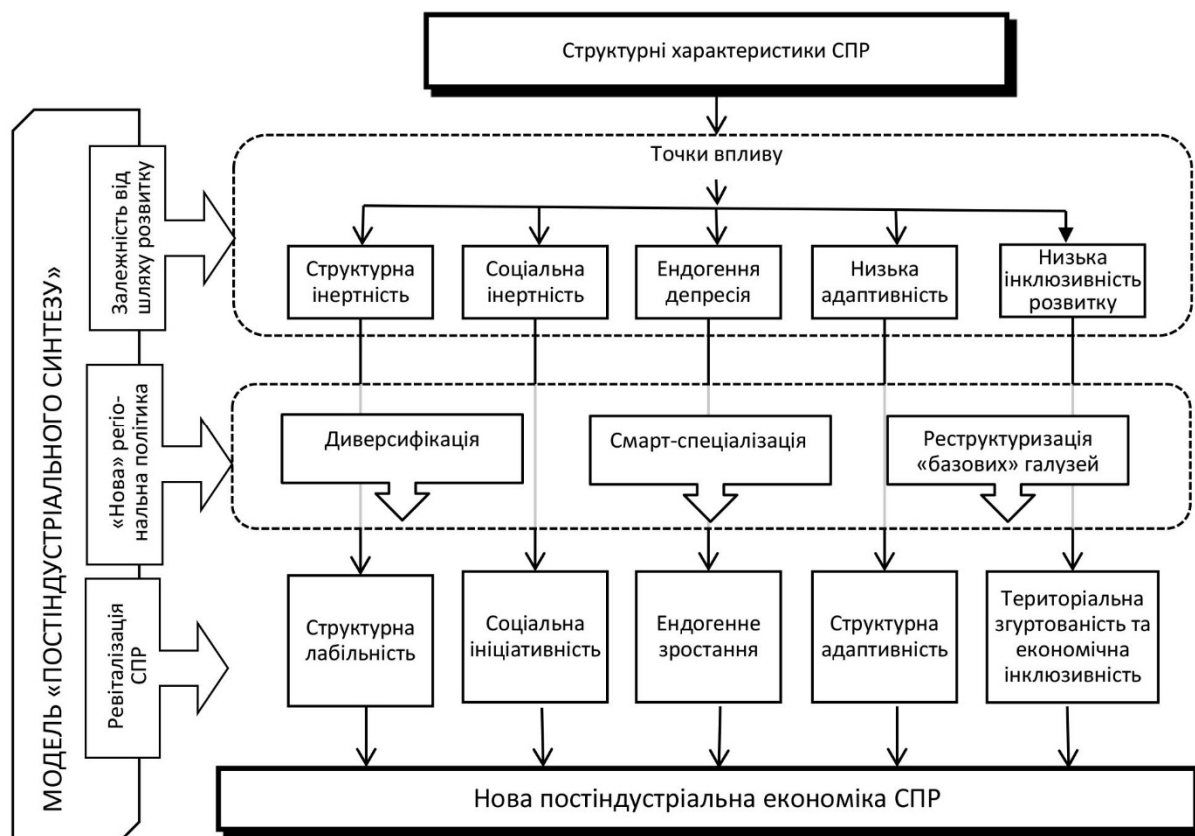 Структурні характеристики СПР
Точки впливу
Структурна
інертність
Соціальна
інертність
Ендогення
депресія
Низька
адаптивність
Низька
інклюзивність
розвитку
Диверсифікація
Смарт-спеціалізація
Реструктуризація
«базових» галузей
Структурна
лабільність
Соціальна
ініціативність
Ендогенне
зростання
Структурна
адаптивність
Територіальна
згуртованість та
економічна
інклюзивність
Нова постіндустріальна економіка СПР
МОДЕЛЬ «ПОСТІНДУСТРІАЛЬНОГО СИНТЕЗУ»
Залежність від
шляху розвитку
«Нова» регіо-
нальна політика
Ревіталізація
СПР